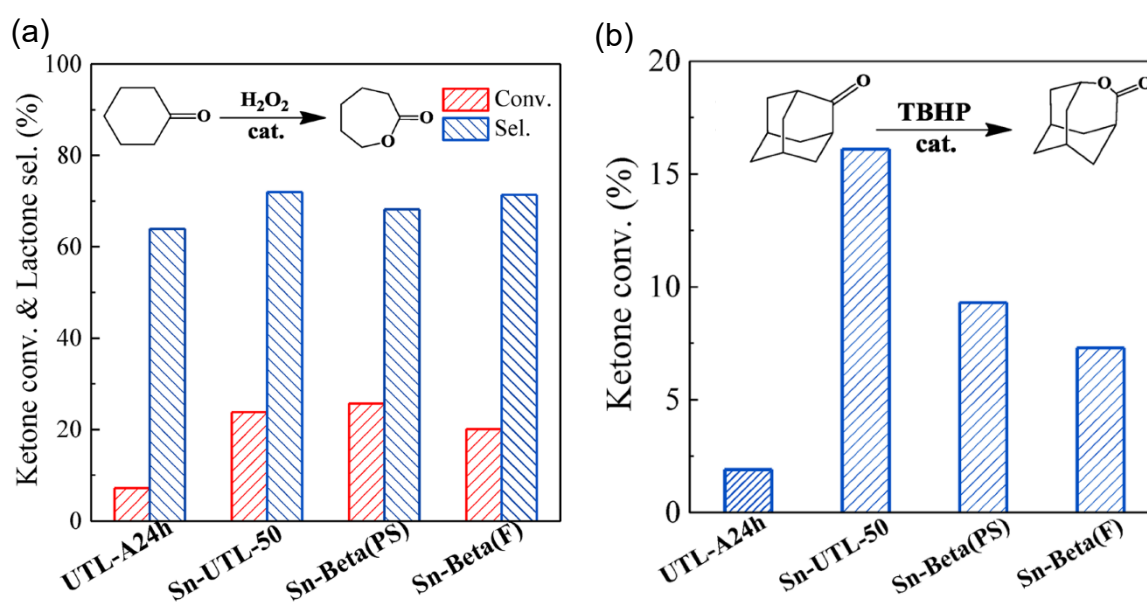 (a)
Ketone conv. & Lactone sel. (%)
100
80
60
40
20
0
O
H₂O₂
cat.
O
O
Conv.
Sel.
UTL-A24h
Sn-UTL-50
Sn-Beta(PS)
Sn-Beta(F)
(b)
Ketone conv. (%)
20
15
10
5
0
O
TBHP
cat.
O
O
UTL-A24h
Sn-UTL-50
Sn-Beta(PS)
Sn-Beta(F)